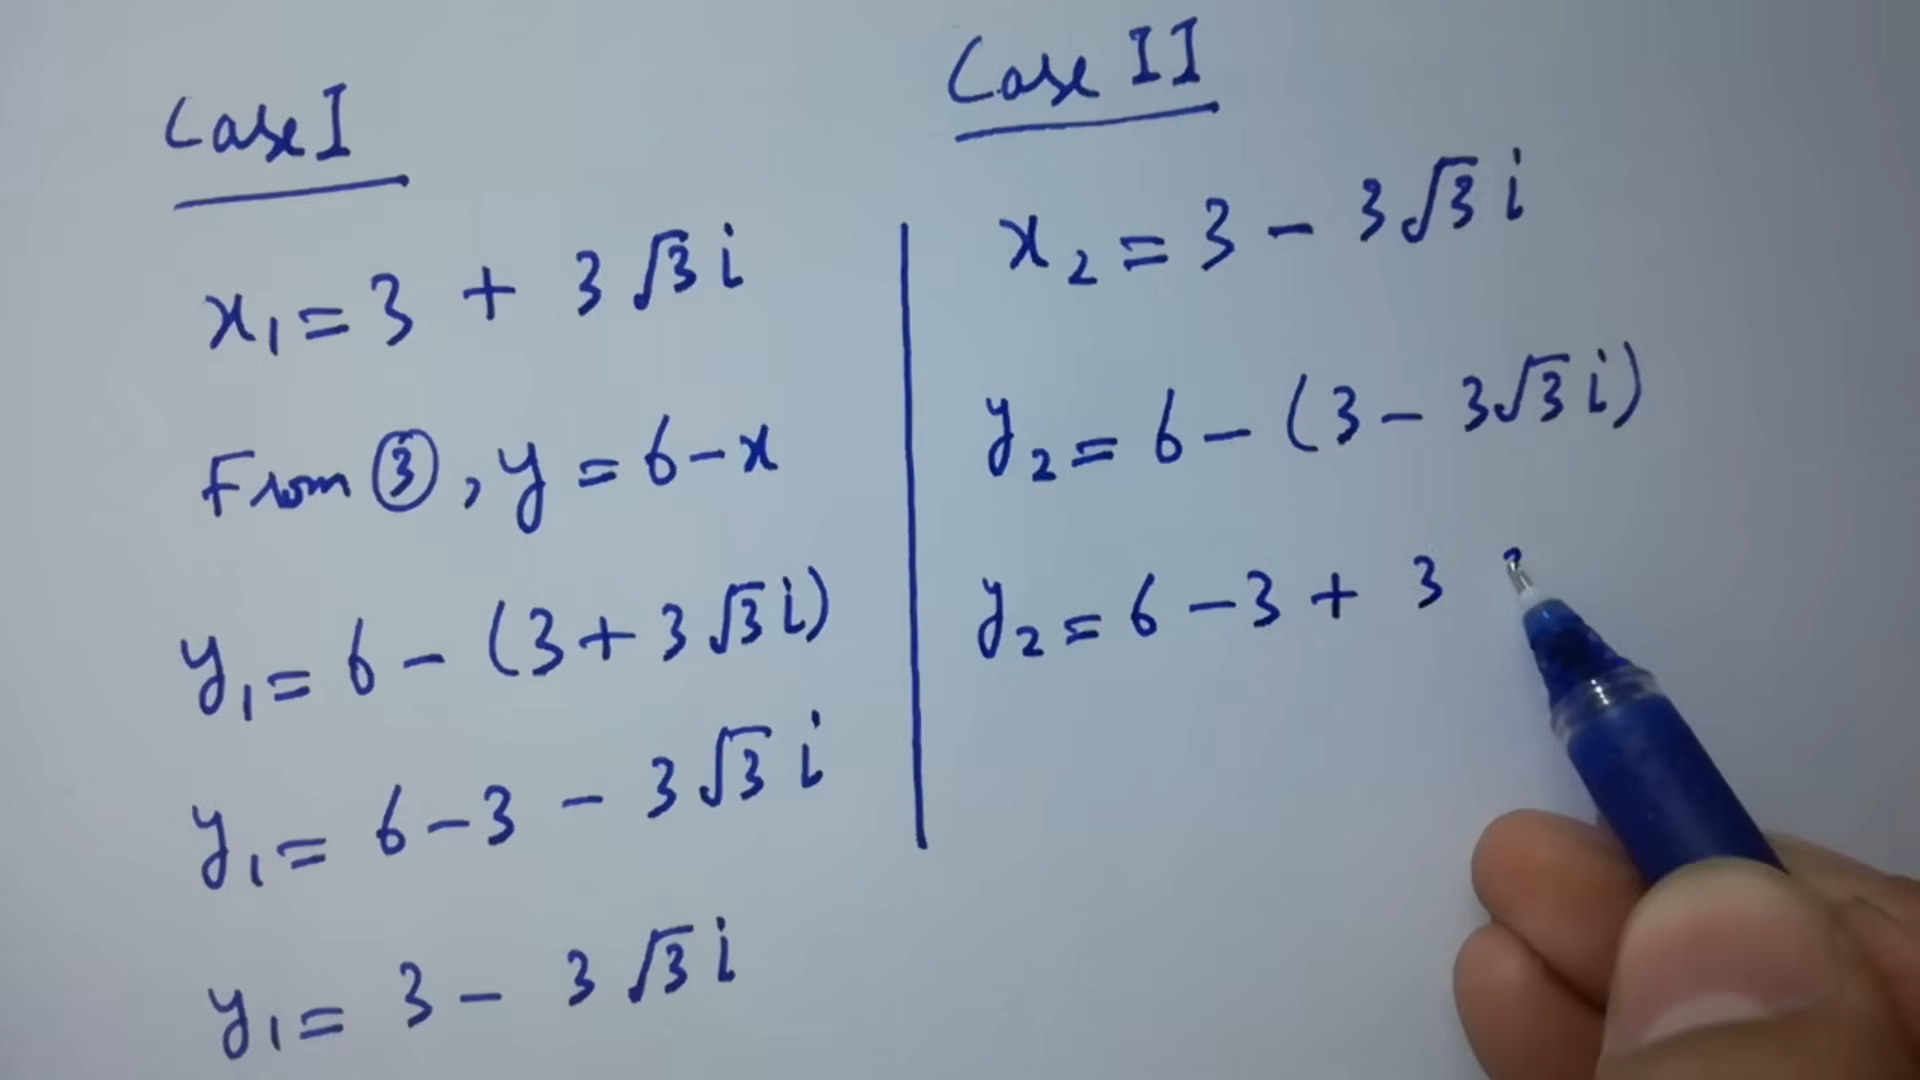 Case I
x₁ = 3 + 3√3 i
From ③, y = 6 - x
y₁ = 6 - (3 + 3√3 i)
y₁ = 6 - 3 - 3√3 i
y₁ = 3 - 3√3 i
Case II
x₂ = 3 - 3√3 i
y₂ = 6 - (3 - 3√3 i)
y₂ = 6 - 3 + 3